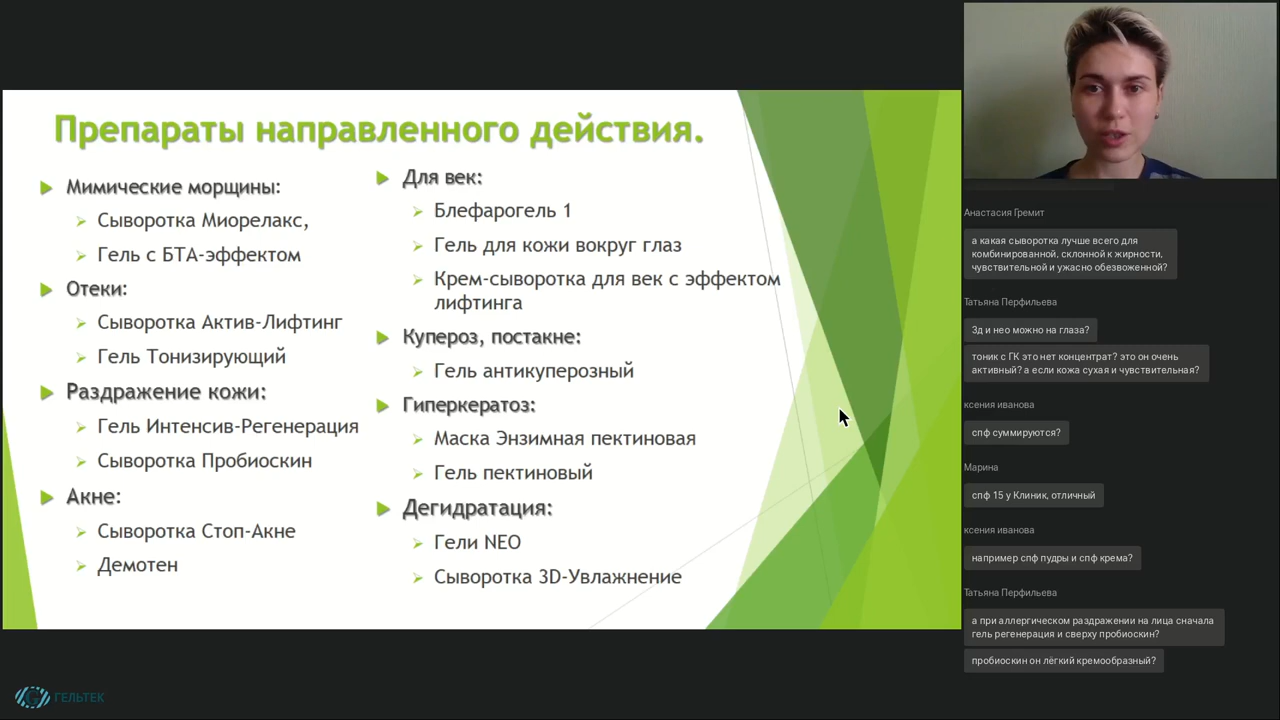 Препараты направленного действия.
Мимические морщины:
Сыворотка Миорелакс,
Гель с БТА-эффектом
Отеки:
Сыворотка Актив-Лифтинг
Гель Тонизирующий
Раздражение кожи:
Гель Интенсив-Регенерация
Сыворотка Пробиоскин
Акне:
Сыворотка Стоп-Акне
Демотен
Для век:
Блефарогель 1
Гель для кожи вокруг глаз
Крем-сыворотка для век с эффектом
лифтинга
Купероз, постакне:
Гель антикуперозный
Гиперкератоз:
Маска Энзимная пектиновая
Гель пектиновый
Дегидратация:
Гели NEO
Сыворотка 3D-Увлажнение
Анастасия Гремит
а какая сыворотка лучше всего для
комбинированной, склонной к жирности,
чувствительной и ужасно обезвоженной?
Татьяна Перфильева
3д и нео можно на глаза?
тоник с ГК это нет концентрат? это он очень
активный? а если кожа сухая и чувствительная?
ксения иванова
спф суммируются?
Марина
спф 15 у Клиник, отличный
ксения иванова
например спф пудры и спф крема?
Татьяна Перфильева
а при аллергическом раздражении на лица сначала
гель регенерация и сверху пробиоскин?
пробиоскин он лёгкий кремообразный?
ГЕЛЬТЕК